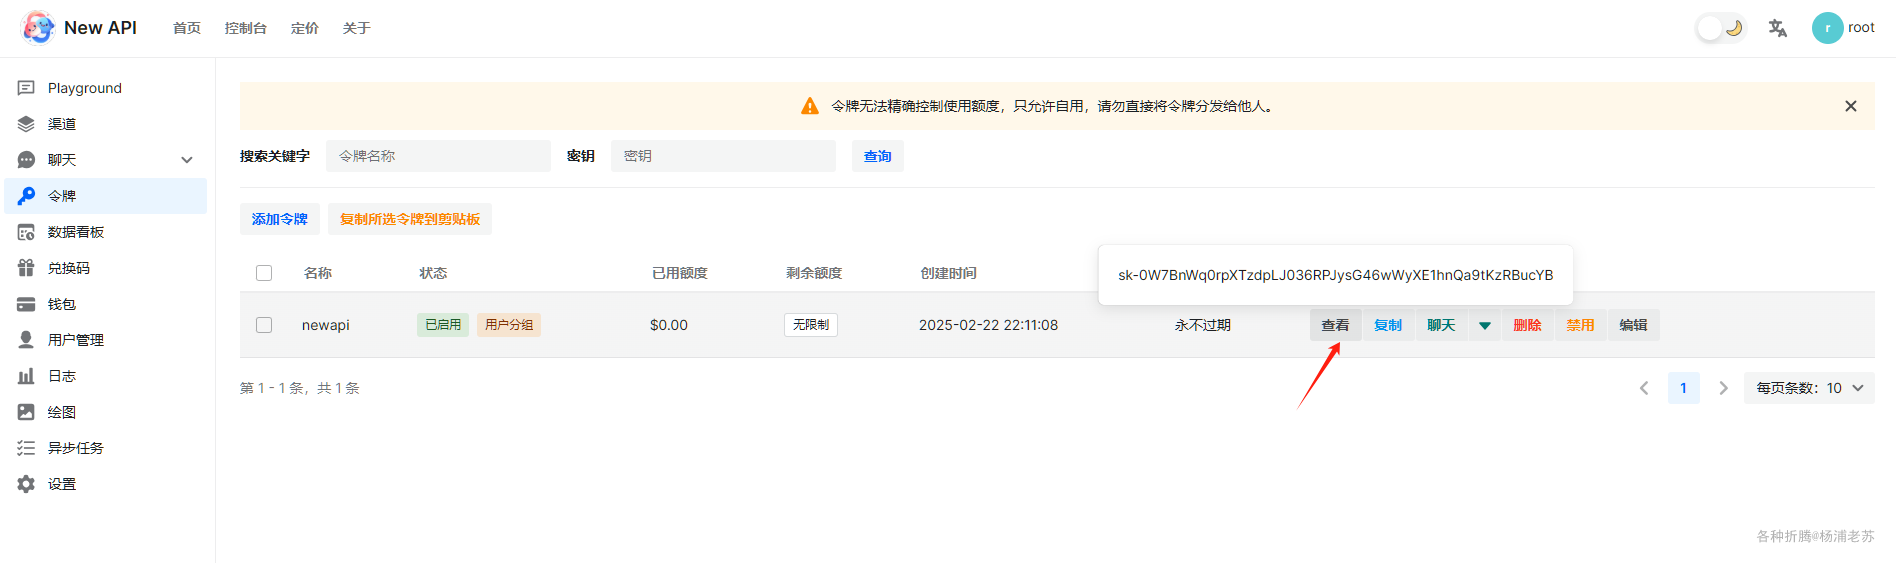 New API 首页 控制台 定价 关于 r root
Playground
渠道
聊天
令牌
数据看板
兑换码
钱包
用户管理
日志
绘图
异步任务
设置
令牌无法精确控制使用额度，只允许自用，请勿直接将令牌分发给他人。
搜索关键字 令牌名称 密钥 密钥 查询
添加令牌 复制所选令牌到剪贴板
名称 状态 已用额度 剩余额度 创建时间
sk-0W7BnWq0rpXTzdpLJ036RPJysG46wWyXE1hnQa9tKzRBucYB
newapi 已启用 用户分组 $0.00 无限制 2025-02-22 22:11:08 永不过期 查看 复制 聊天 删除 禁用 编辑
第 1 - 1 条，共 1 条 1 每页条数：10
各种折腾@杨浦老苏